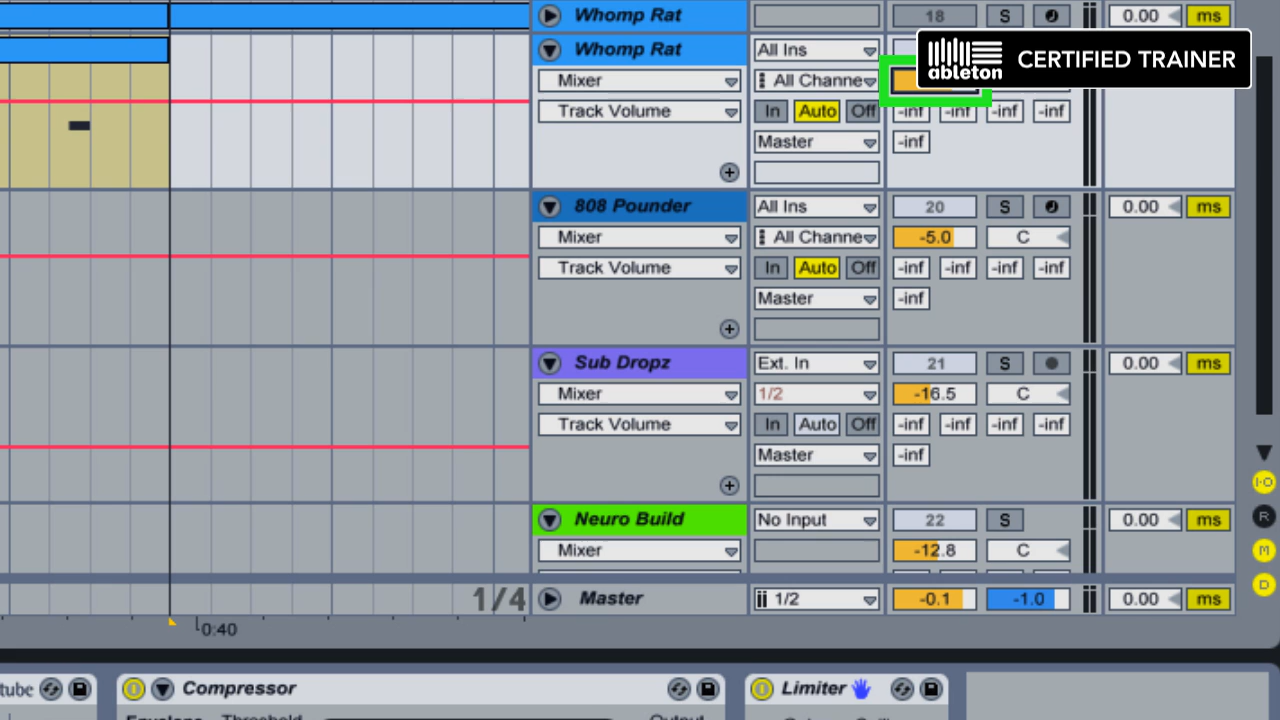 Whomp Rat 18 S 0.00 ms
Whomp Rat All Ins
ableton CERTIFIED TRAINER
Mixer All Channe
Track Volume In Auto Off -inf -inf -inf -inf
Master -inf
808 Pounder All Ins 20 S 0.00 ms
Mixer All Channe -5.0 C
Track Volume In Auto Off -inf -inf -inf -inf
Master -inf
Sub Dropz Ext. In 21 S 0.00 ms
Mixer 1/2 -16.5 C
Track Volume In Auto Off -inf -inf -inf -inf
Master -inf
I·O
Neuro Build No Input 22 S 0.00 ms
R
Mixer -12.8 C
M
D
1/4 Master 1/2 -0.1 -1.0 0.00 ms
0:40
tube Compressor Limiter
Envelope Threshold Output